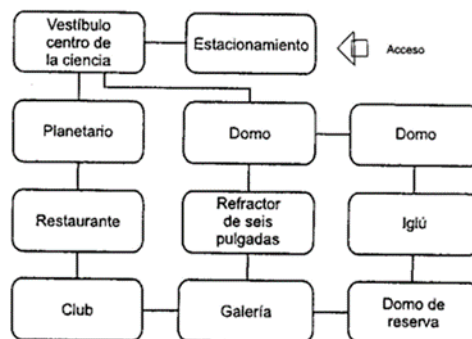 Vestíbulo
centro de
la ciencia
Estacionamiento
Acceso
Planetario
Domo
Domo
Restaurante
Refractor
de seis
pulgadas
Iglú
Club
Galería
Domo de
reserva